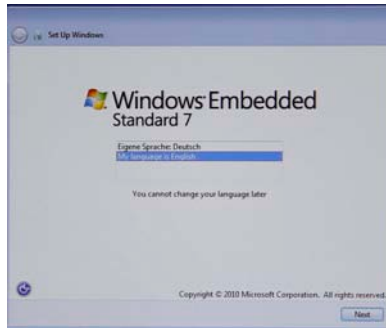 Set Up Windows
Windows Embedded
Standard 7
Eigene Sprache: Deutsch
My language is English
You cannot change your language later
Copyright © 2010 Microsoft Corporation. All rights reserved.
Next